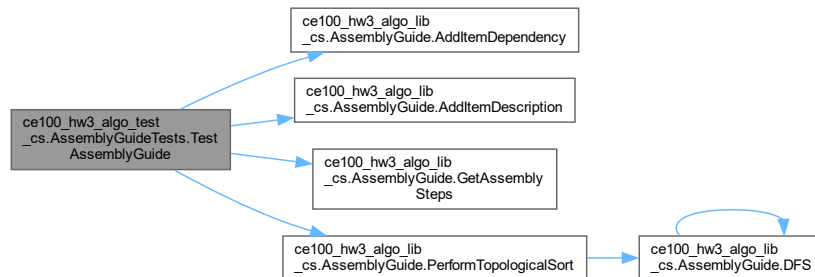 ce100_hw3_algo_lib
_cs.AssemblyGuide.AddItemDependency
ce100_hw3_algo_lib
_cs.AssemblyGuide.AddItemDescription
ce100_hw3_algo_test
_cs.AssemblyGuideTests.Test
AssemblyGuide
ce100_hw3_algo_lib
_cs.AssemblyGuide.GetAssembly
Steps
ce100_hw3_algo_lib
_cs.AssemblyGuide.PerformTopologicalSort
ce100_hw3_algo_lib
_cs.AssemblyGuide.DFS